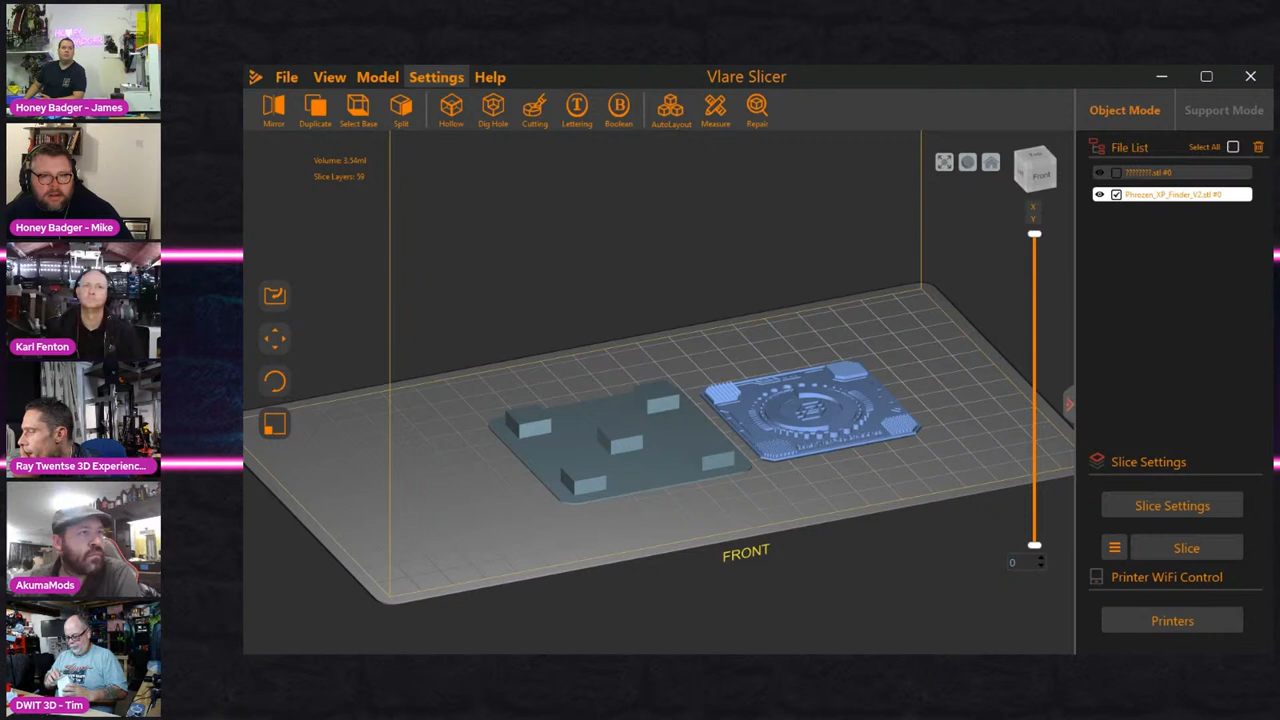 Honey Badger - James
Honey Badger - Mike
Karl Fenton
Ray Twentse 3D Experienc...
AkumaMods
DWIT 3D - Tim
File View Model Settings Help
Vlare Slicer
Mirror Duplicate Select Base Split Hollow Dig Hole Cutting Lettering Boolean AutoLayout Measure Repair
Object Mode Support Mode
Volume: 3.54ml
Slice Layers: 59
Front
X
Y
File List Select All
????????.stl #0
Phrozen_XP_Finder_V2.stl #0
FRONT
0
Slice Settings
Slice Settings
Slice
Printer WiFi Control
Printers